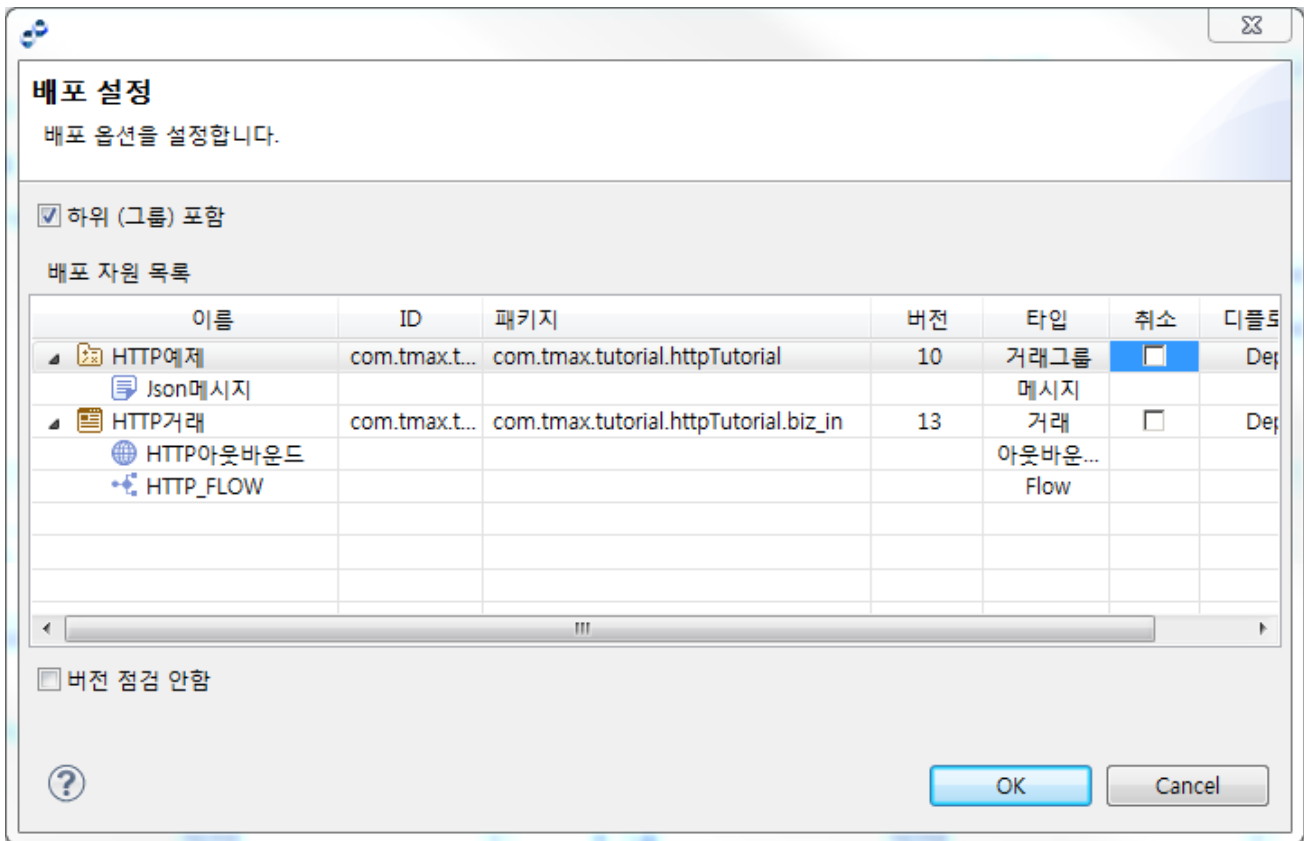 배포 설정
배포 옵션을 설정합니다.
하위 (그룹) 포함
배포 자원 목록
이름 ID 패키지 버전 타입 취소 디플로
HTTP예제 com.tmax.t... com.tmax.tutorial.httpTutorial 10 거래그룹 Dep
Json메시지 메시지
HTTP거래 com.tmax.t... com.tmax.tutorial.httpTutorial.biz_in 13 거래 Dep
HTTP아웃바운드 아웃바운...
HTTP_FLOW Flow
버전 점검 안함
OK Cancel